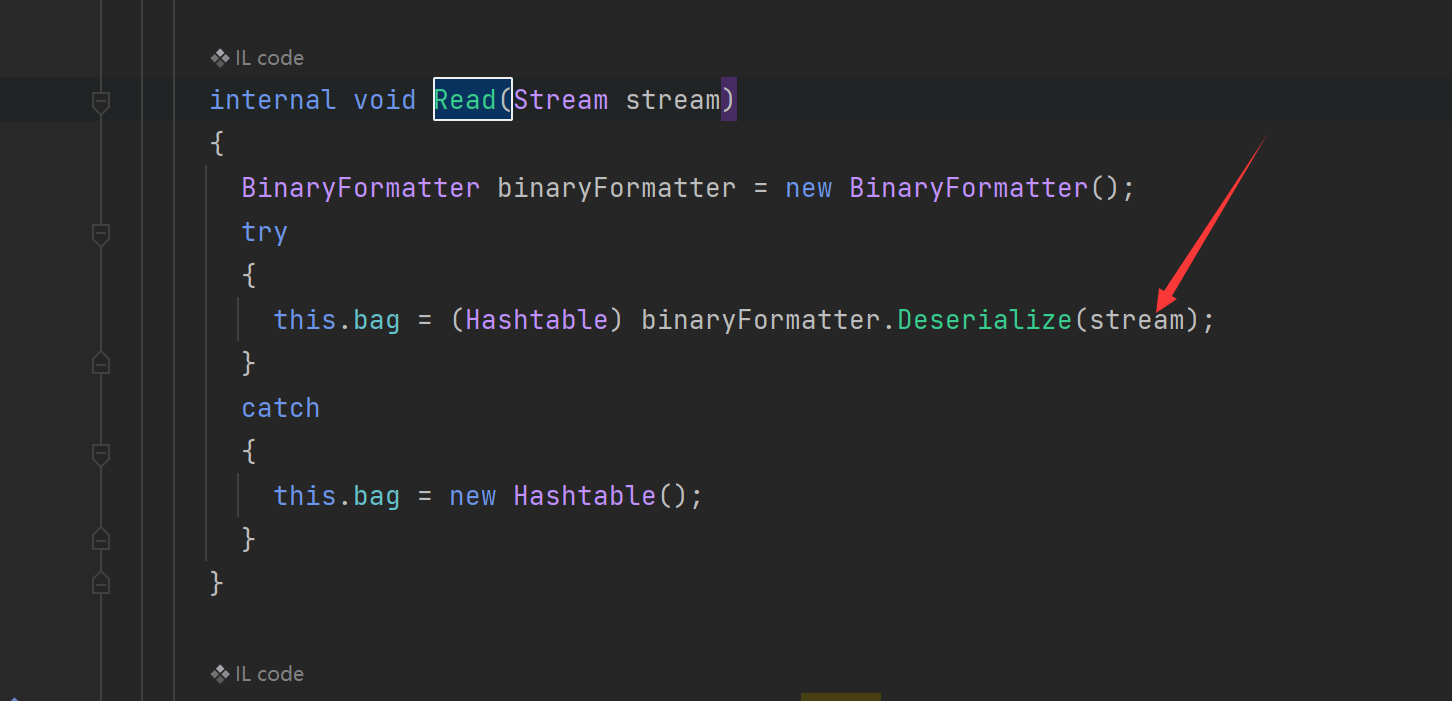 IL code
internal void Read(Stream stream)
{
BinaryFormatter binaryFormatter = new BinaryFormatter();
try
{
this.bag = (Hashtable) binaryFormatter.Deserialize(stream);
}
catch
{
this.bag = new Hashtable();
}
}
IL code